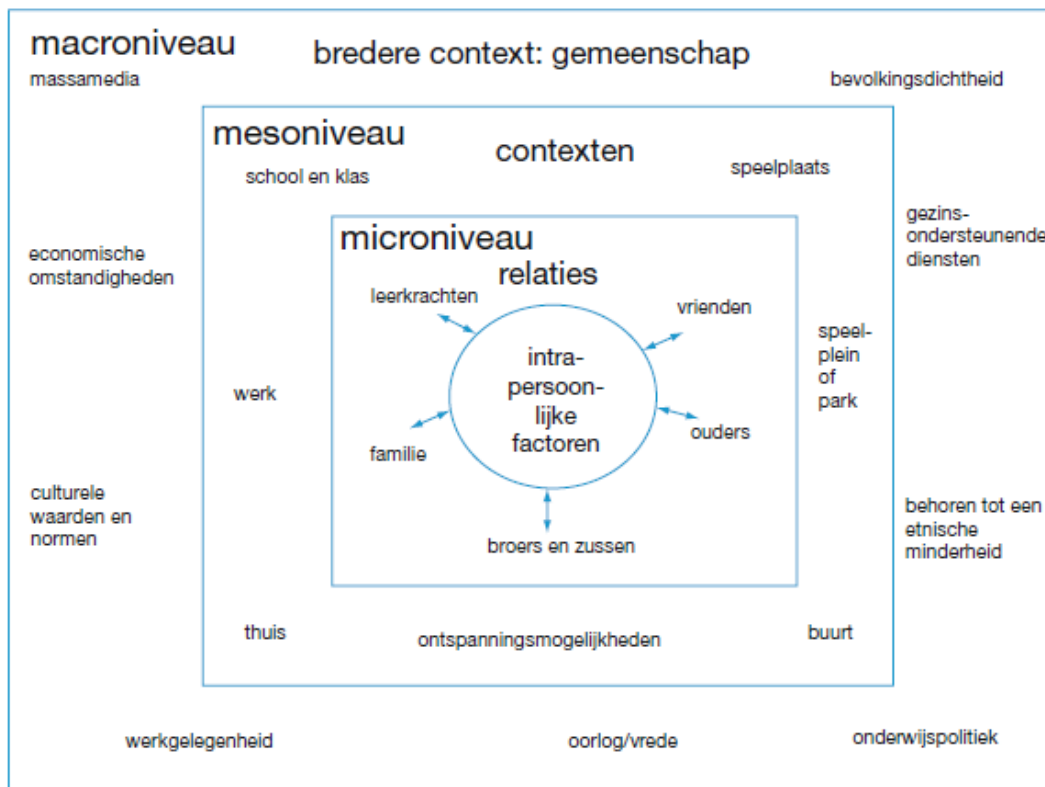 macroniveau
bredere context: gemeenschap
massamedia
bevolkingsdichtheid
mesoniveau
contexten
school en klas
speelplaats
gezins-
ondersteunende
diensten
economische
omstandigheden
microniveau
relaties
leerkrachten
vrienden
intra-
persoon-
lijke
factoren
speel-
plein
of
park
werk
familie
ouders
culturele
waarden en
normen
behoren tot een
etnische
minderheid
broers en zussen
thuis
ontspanningsmogelijkheden
buurt
werkgelegenheid
oorlog/vrede
onderwijspolitiek